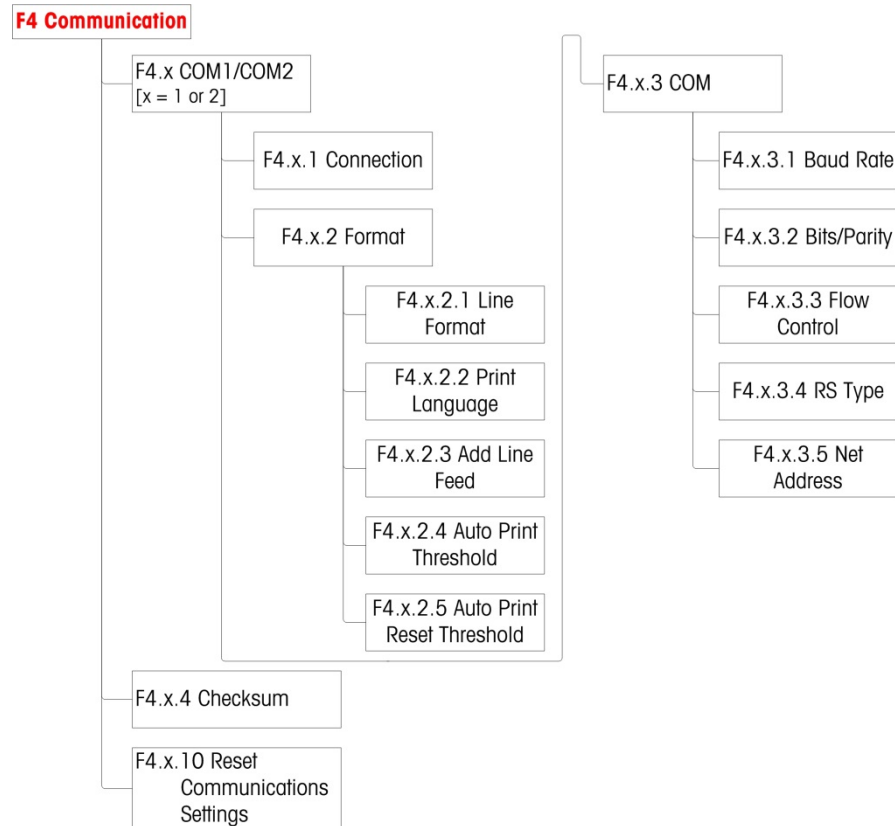 F4 Communication
F4.x COM1/COM2
[x = 1 or 2]
F4.x.1 Connection
F4.x.2 Format
F4.x.2.1 Line
Format
F4.x.2.2 Print
Language
F4.x.2.3 Add Line
Feed
F4.x.2.4 Auto Print
Threshold
F4.x.2.5 Auto Print
Reset Threshold
F4.x.3 COM
F4.x.3.1 Baud Rate
F4.x.3.2 Bits/Parity
F4.x.3.3 Flow
Control
F4.x.3.4 RS Type
F4.x.3.5 Net
Address
F4.x.4 Checksum
F4.x.10 Reset
Communications
Settings